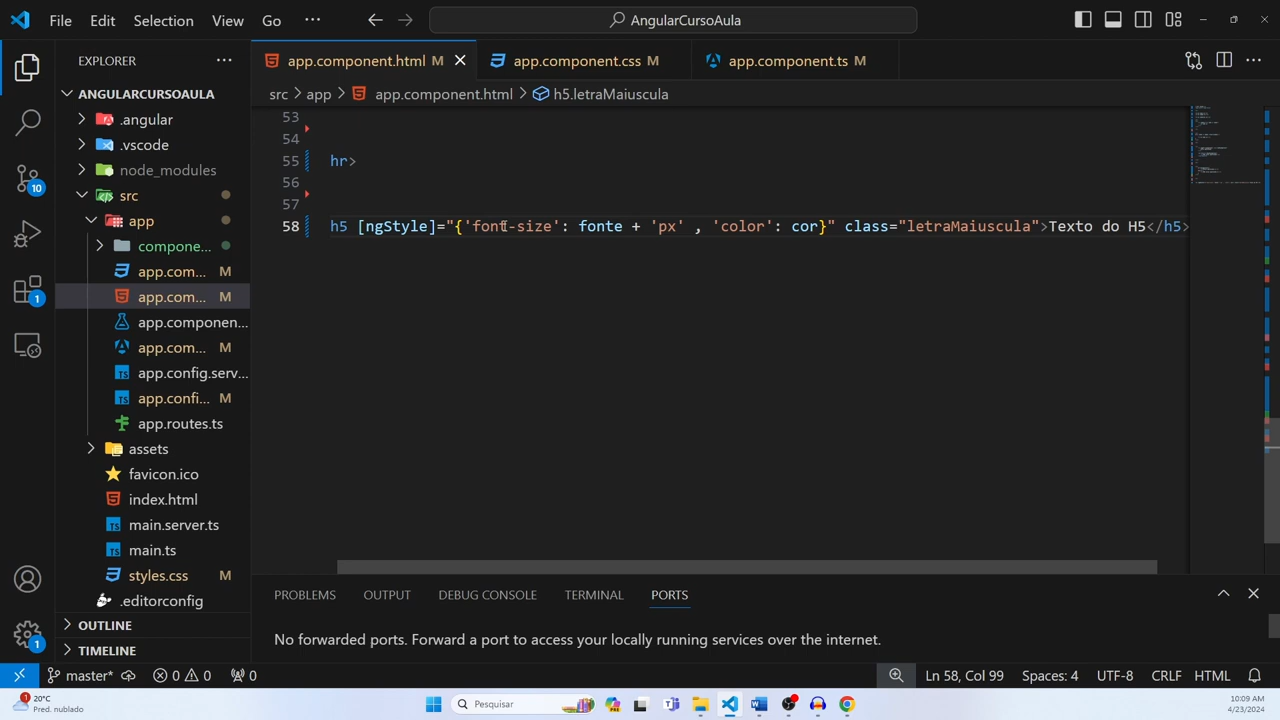 File Edit Selection View Go ··· AngularCursoAula
EXPLORER ···
app.component.html M app.component.css M app.component.ts M
src > app > app.component.html > h5.letraMaiuscula
ANGULARCURSOAULA
.angular
.vscode
node_modules
src
app
compone...
app.com... M
app.com... M
app.componen...
app.com... M
app.config.serv...
app.confi... M
app.routes.ts
assets
favicon.ico
index.html
main.server.ts
main.ts
styles.css M
.editorconfig
OUTLINE
TIMELINE
10
1
1
53
54
55 hr>
56
57
58 h5 [ngStyle]="{'font-size': fonte + 'px' , 'color': cor}" class="letraMaiuscula">Texto do H5</h5>
PROBLEMS OUTPUT DEBUG CONSOLE TERMINAL PORTS
No forwarded ports. Forward a port to access your locally running services over the internet.
master* 0 0 0 Ln 58, Col 99 Spaces: 4 UTF-8 CRLF HTML
1 20°C
Pred. nublado
Pesquisar
10:09 AM
4/23/2024